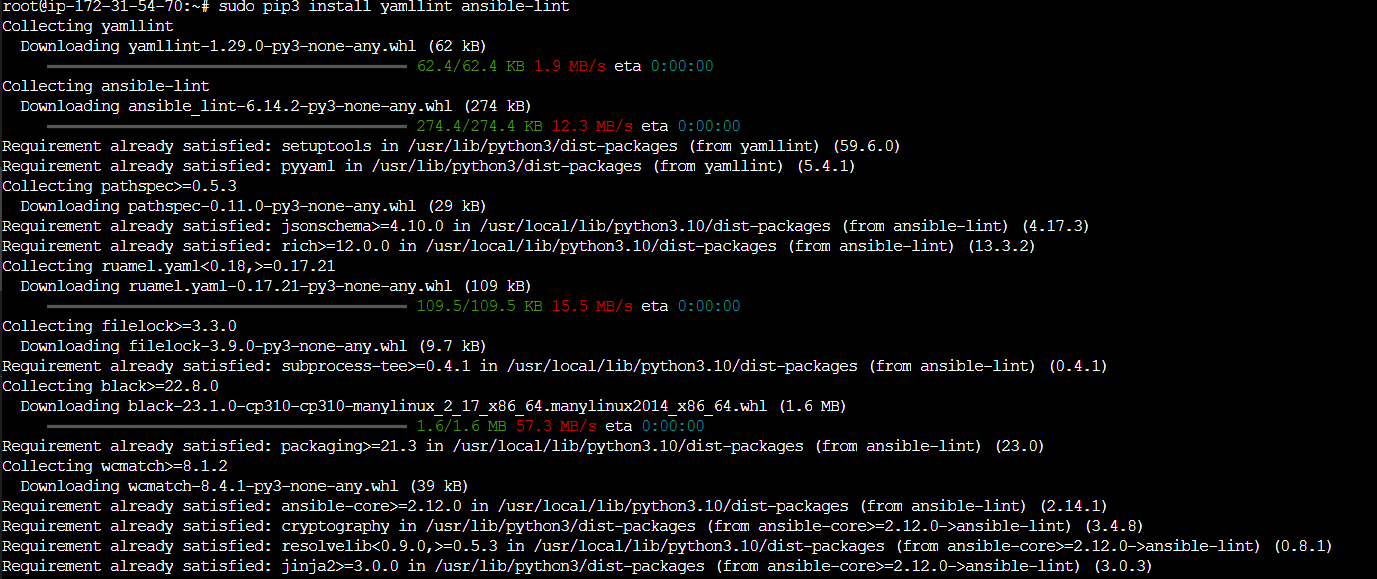 root@ip-172-31-54-70:~# sudo pip3 install yamllint ansible-lint
Collecting yamllint
  Downloading yamllint-1.29.0-py3-none-any.whl (62 kB)
     62.4/62.4 KB 1.9 MB/s eta 0:00:00
Collecting ansible-lint
  Downloading ansible_lint-6.14.2-py3-none-any.whl (274 kB)
     274.4/274.4 KB 12.3 MB/s eta 0:00:00
Requirement already satisfied: setuptools in /usr/lib/python3/dist-packages (from yamllint) (59.6.0)
Requirement already satisfied: pyyaml in /usr/lib/python3/dist-packages (from yamllint) (5.4.1)
Collecting pathspec>=0.5.3
  Downloading pathspec-0.11.0-py3-none-any.whl (29 kB)
Requirement already satisfied: jsonschema>=4.10.0 in /usr/local/lib/python3.10/dist-packages (from ansible-lint) (4.17.3)
Requirement already satisfied: rich>=12.0.0 in /usr/local/lib/python3.10/dist-packages (from ansible-lint) (13.3.2)
Collecting ruamel.yaml<0.18,>=0.17.21
  Downloading ruamel.yaml-0.17.21-py3-none-any.whl (109 kB)
     109.5/109.5 KB 15.5 MB/s eta 0:00:00
Collecting filelock>=3.3.0
  Downloading filelock-3.9.0-py3-none-any.whl (9.7 kB)
Requirement already satisfied: subprocess-tee>=0.4.1 in /usr/local/lib/python3.10/dist-packages (from ansible-lint) (0.4.1)
Collecting black>=22.8.0
  Downloading black-23.1.0-cp310-cp310-manylinux_2_17_x86_64.manylinux2014_x86_64.whl (1.6 MB)
     1.6/1.6 MB 57.3 MB/s eta 0:00:00
Requirement already satisfied: packaging>=21.3 in /usr/local/lib/python3.10/dist-packages (from ansible-lint) (23.0)
Collecting wcmatch>=8.1.2
  Downloading wcmatch-8.4.1-py3-none-any.whl (39 kB)
Requirement already satisfied: ansible-core>=2.12.0 in /usr/local/lib/python3.10/dist-packages (from ansible-lint) (2.14.1)
Requirement already satisfied: cryptography in /usr/lib/python3/dist-packages (from ansible-core>=2.12.0->ansible-lint) (3.4.8)
Requirement already satisfied: resolvelib<0.9.0,>=0.5.3 in /usr/local/lib/python3.10/dist-packages (from ansible-core>=2.12.0->ansible-lint) (0.8.1)
Requirement already satisfied: jinja2>=3.0.0 in /usr/lib/python3/dist-packages (from ansible-core>=2.12.0->ansible-lint) (3.0.3)